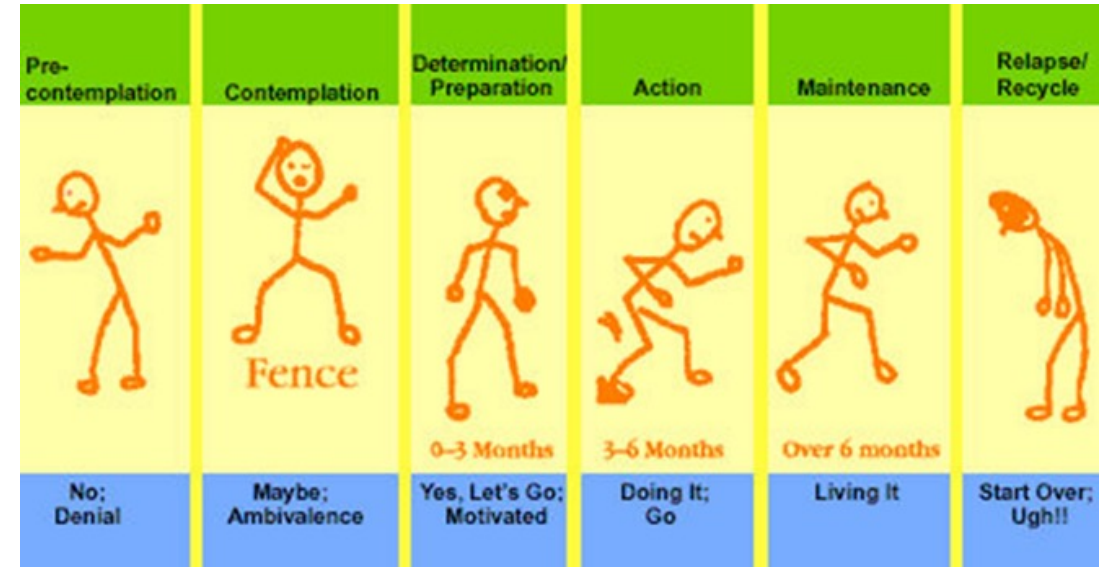 Pre-
contemplation
Contemplation
Determination/
Preparation
Action
Maintenance
Relapse/
Recycle
Fence
0–3 Months
3–6 Months
Over 6 months
No;
Denial
Maybe;
Ambivalence
Yes, Let's Go;
Motivated
Doing It;
Go
Living It
Start Over;
Ugh!!